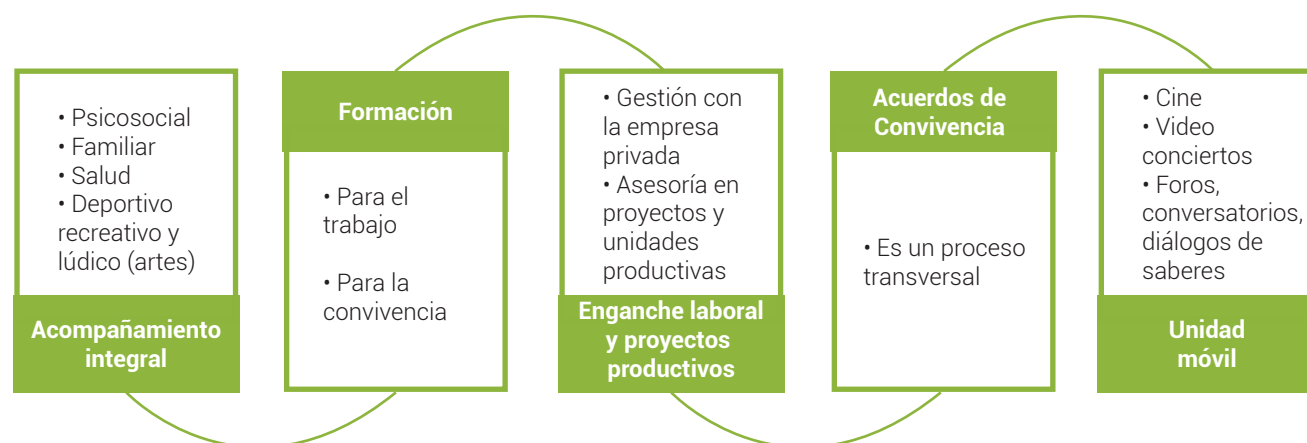 • Psicosocial
• Familiar
• Salud
• Deportivo
recreativo y
lúdico (artes)
Acompañamiento
integral
Formación
• Para el
trabajo
• Para la
convivencia
• Gestión con
la empresa
privada
• Asesoría en
proyectos y
unidades
productivas
Enganche laboral
y proyectos
productivos
Acuerdos de
Convivencia
• Es un proceso
transversal
• Cine
• Video
conciertos
• Foros,
conversatorios,
diálogos de
saberes
Unidad
móvil